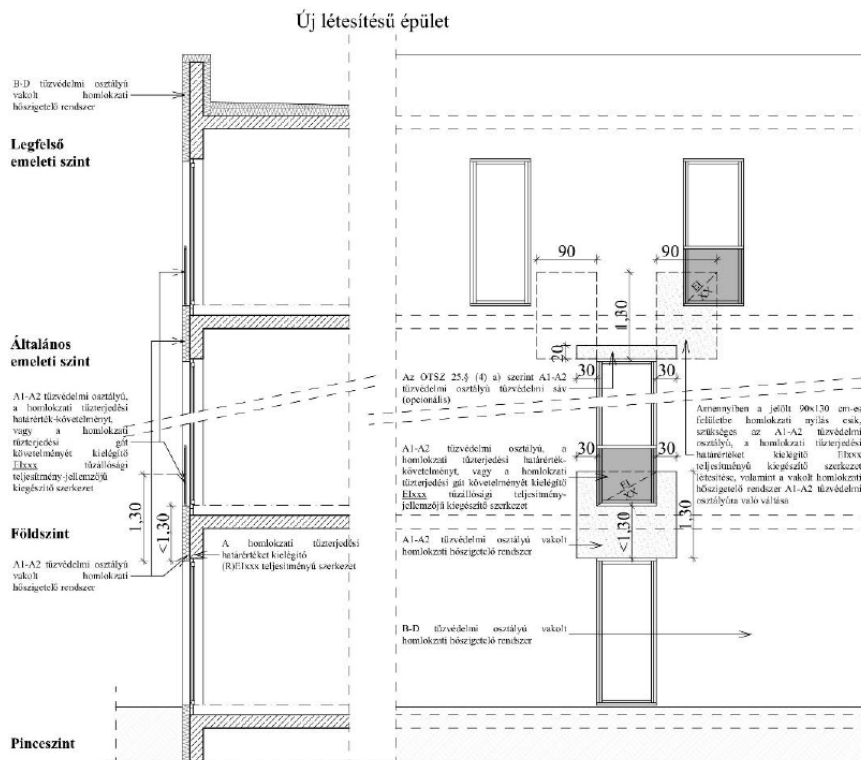 Új létesítésű épület
B-D tűzvédelmi osztályú
vakolt homlokzati
hőszigetelő rendszer
Legfelső
emeleti szint
90
90
1,30
EI
XX
Általános
emeleti szint
20
30
30
Az OTSZ 25.§ (4) a) szerint A1-A2
tűzvédelmi osztályú tűzvédelmi sáv
(opcionális)
A1-A2 tűzvédelmi osztályú,
a homlokzati tűzterjedési
határérték-követelményt,
vagy a homlokzati
tűzterjedési gát
követelményét kielégítő
EIxxx tűzállósági
teljesítmény-jellemzőjű
kiegészítő szerkezet
A1-A2 tűzvédelmi osztályú, a
homlokzati tűzterjedési határérték-
követelményt, vagy a homlokzati
tűzterjedési gát követelményét kielégítő
EIxxx tűzállósági teljesítmény-
jellemzőjű kiegészítő szerkezet
30
30
EI
XX
Amennyiben a jelölt 90x130 cm-es
felületbe homlokzati nyílás esik,
szükséges az A1-A2 tűzvédelmi
osztályú, a homlokzati tűzterjedési
határértéket kielégítő EIxxx
teljesítményű kiegészítő szerkezet
létesítése, valamint a vakolt homlokzati
hőszigetelő rendszer A1-A2 tűzvédelmi
osztályúra való váltása
1,30
<1,30
<1,30
1,30
Földszint
A homlokzati tűzterjedési
határértéket kielégítő
(R)EIxxx teljesítményű szerkezet
A1-A2 tűzvédelmi osztályú vakolt
homlokzati hőszigetelő rendszer
A1-A2 tűzvédelmi osztályú
vakolt homlokzati
hőszigetelő rendszer
B-D tűzvédelmi osztályú vakolt
homlokzati hőszigetelő rendszer
Pinceszint